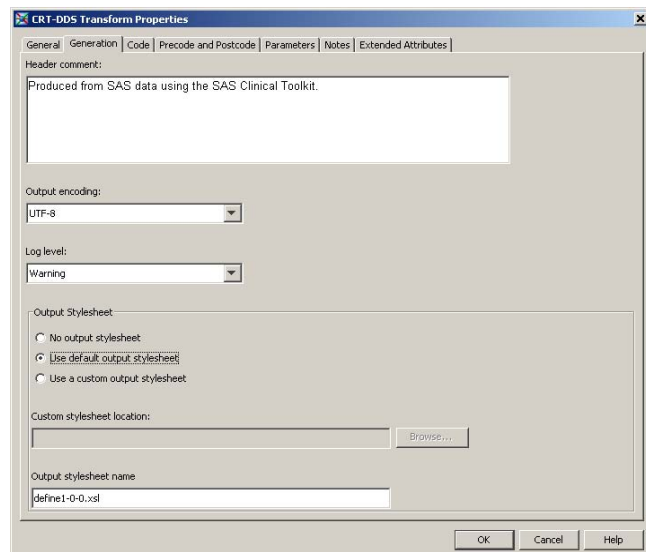 CRT-DDS Transform Properties
General Generation Code Precode and Postcode Parameters Notes Extended Attributes
Header comment:
Produced from SAS data using the SAS Clinical Toolkit.
Output encoding:
UTF-8
Log level:
Warning
Output Stylesheet
No output stylesheet
Use default output stylesheet
Use a custom output stylesheet
Custom stylesheet location:
Browse...
Output stylesheet name
define1-0-0.xsl
OK Cancel Help